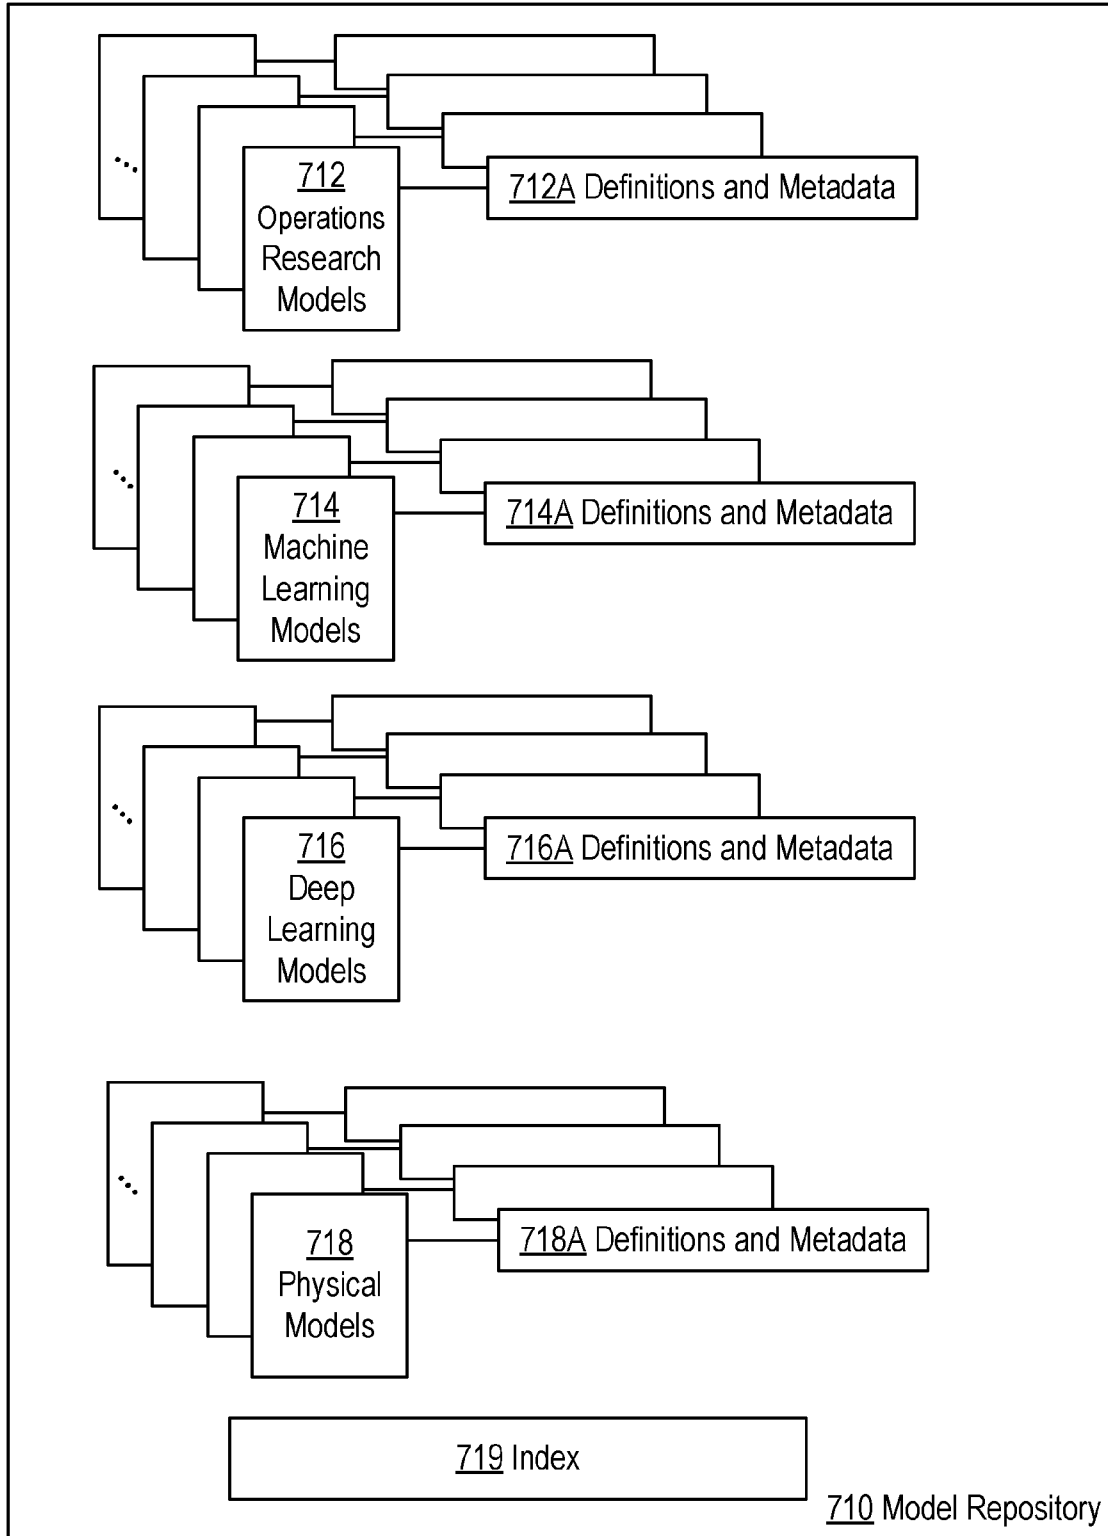 712
Operations
Research
Models
712A Definitions and Metadata
714
Machine
Learning
Models
714A Definitions and Metadata
716
Deep
Learning
Models
716A Definitions and Metadata
718
Physical
Models
718A Definitions and Metadata
719 Index
710 Model Repository